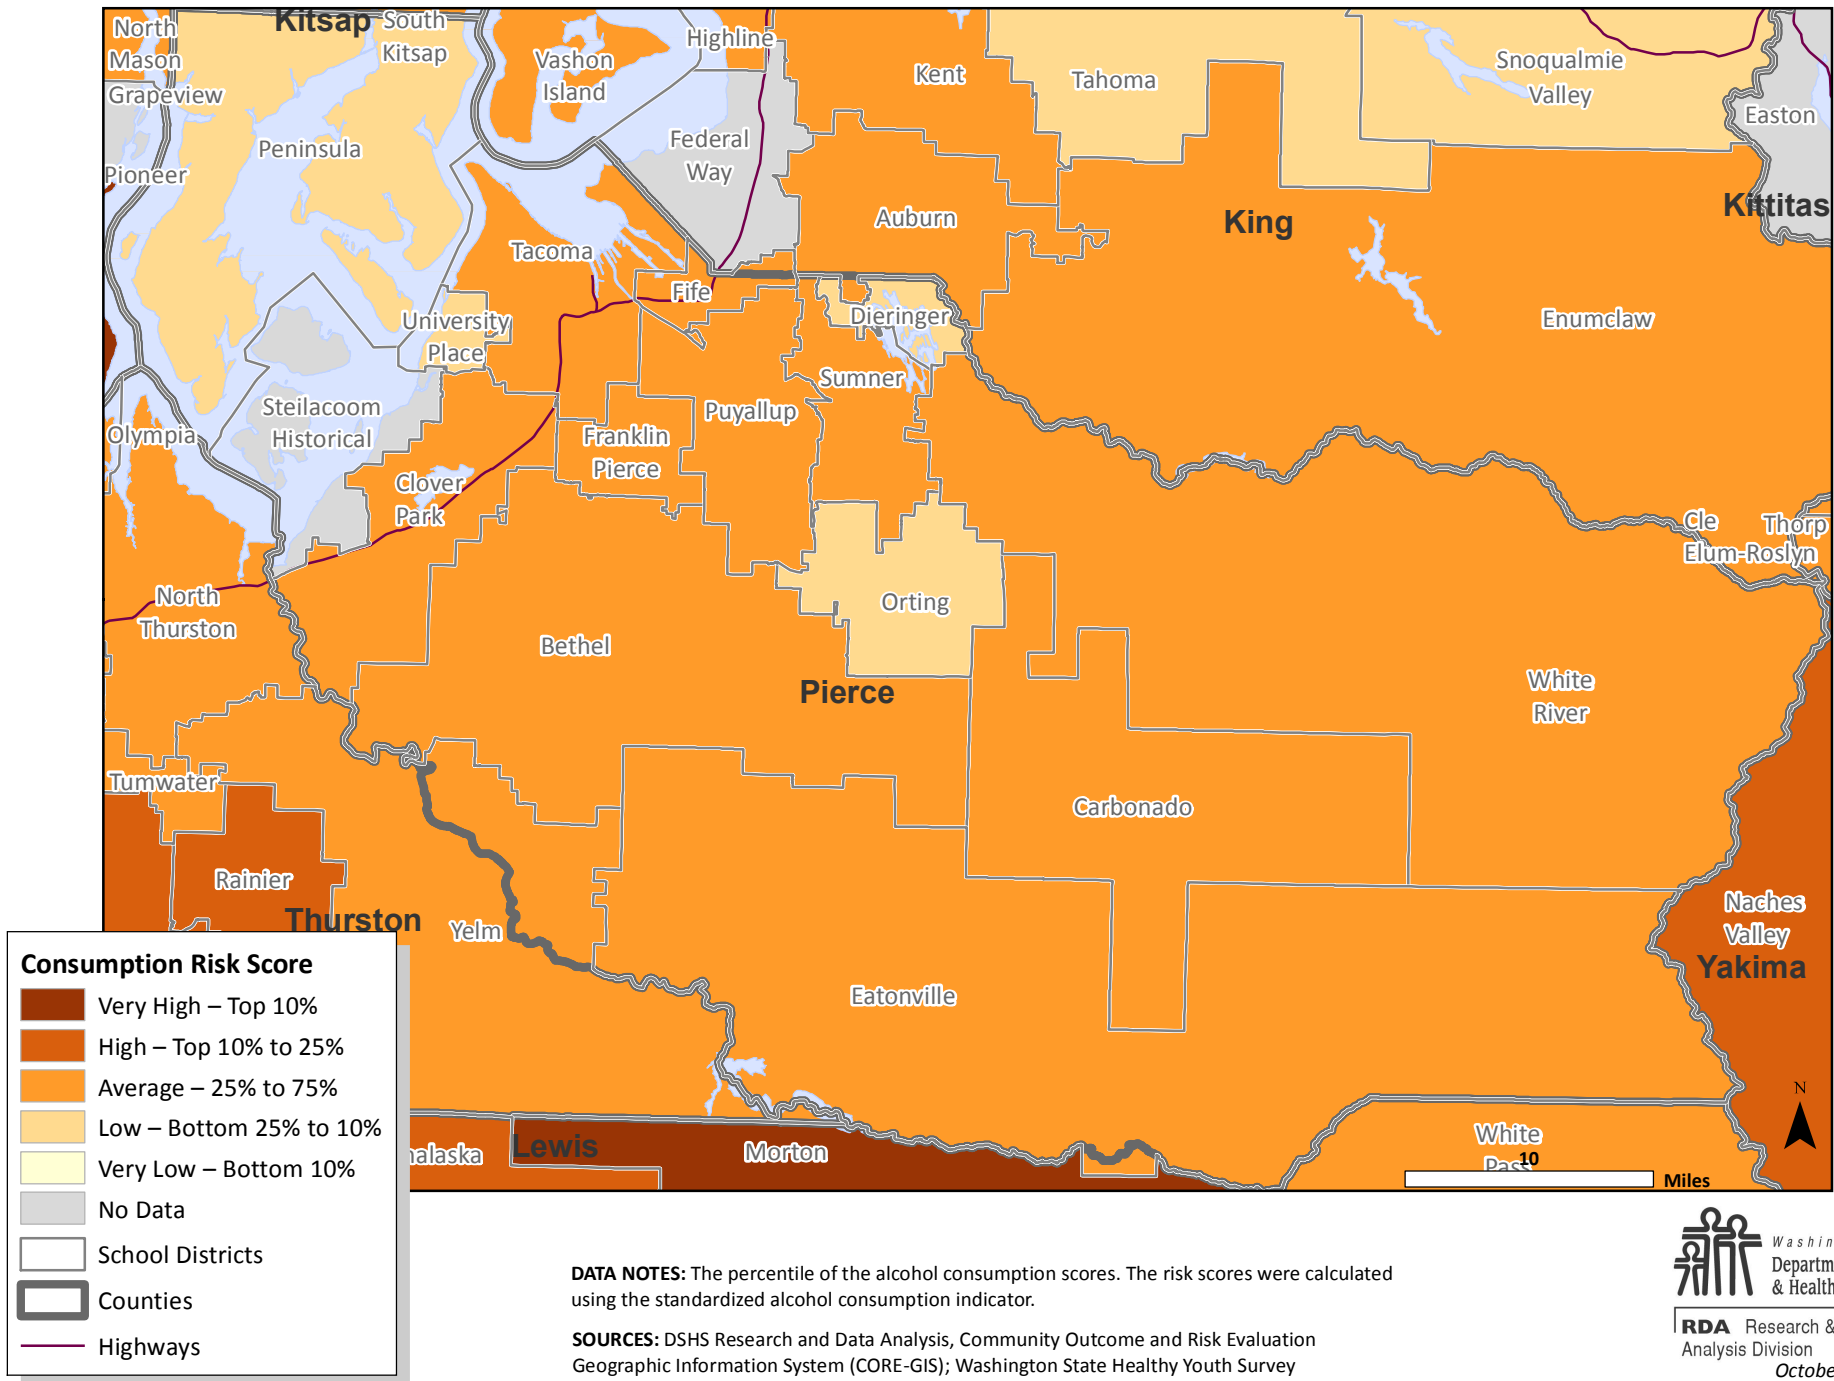 Kitsap
South
Kitsap
North
Mason
Highline
Vashon
Island
Kent
Tahoma
Snoqualmie
Valley
Grapeview
Easton
Peninsula
Federal
Way
Pioneer
Kittitas
Auburn
King
Tacoma
Fife
University
Place
Dieringer
Enumclaw
Sumner
Steilacoom
Historical
Puyallup
Olympia
Franklin
Pierce
Clover
Park
Cle
Elum-Roslyn
Thorp
North
Thurston
Orting
Bethel
Pierce
White
River
Tumwater
Carbonado
Rainier
Thurston
Yelm
Naches
Valley
Yakima
Eatonville
N
alaska
Lewis
Morton
White
Pass
10
Miles
Consumption Risk Score
Very High – Top 10%
High – Top 10% to 25%
Average – 25% to 75%
Low – Bottom 25% to 10%
Very Low – Bottom 10%
No Data
School Districts
Counties
Highways
DATA NOTES: The percentile of the alcohol consumption scores. The risk scores were calculated
using the standardized alcohol consumption indicator.
SOURCES: DSHS Research and Data Analysis, Community Outcome and Risk Evaluation
Geographic Information System (CORE-GIS); Washington State Healthy Youth Survey
Washin
Departm
& Health
RDA Research &
Analysis Division
Octobe